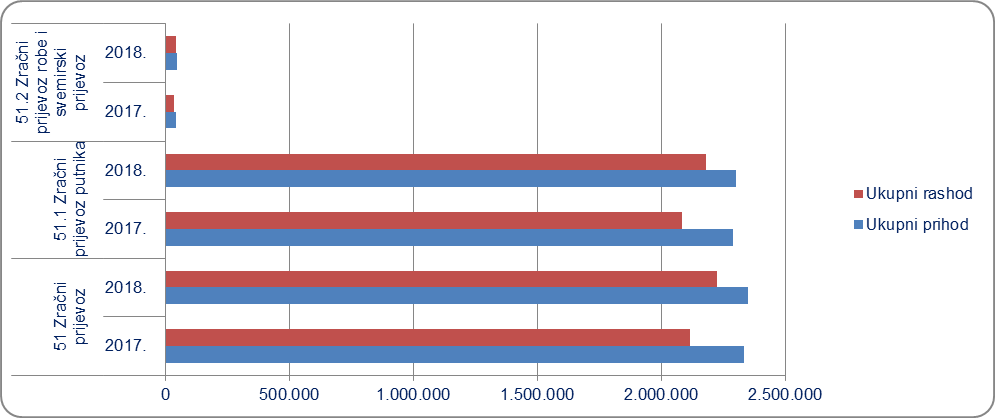 51.2 Zračni
prijevoz robe i
svemirski
prijevoz
2018.
2017.
51.1 Zračni
prijevoz putnika
2018.
2017.
51 Zračni
prijevoz
2018.
2017.
0
500.000
1.000.000
1.500.000
2.000.000
2.500.000
Ukupni rashod
Ukupni prihod